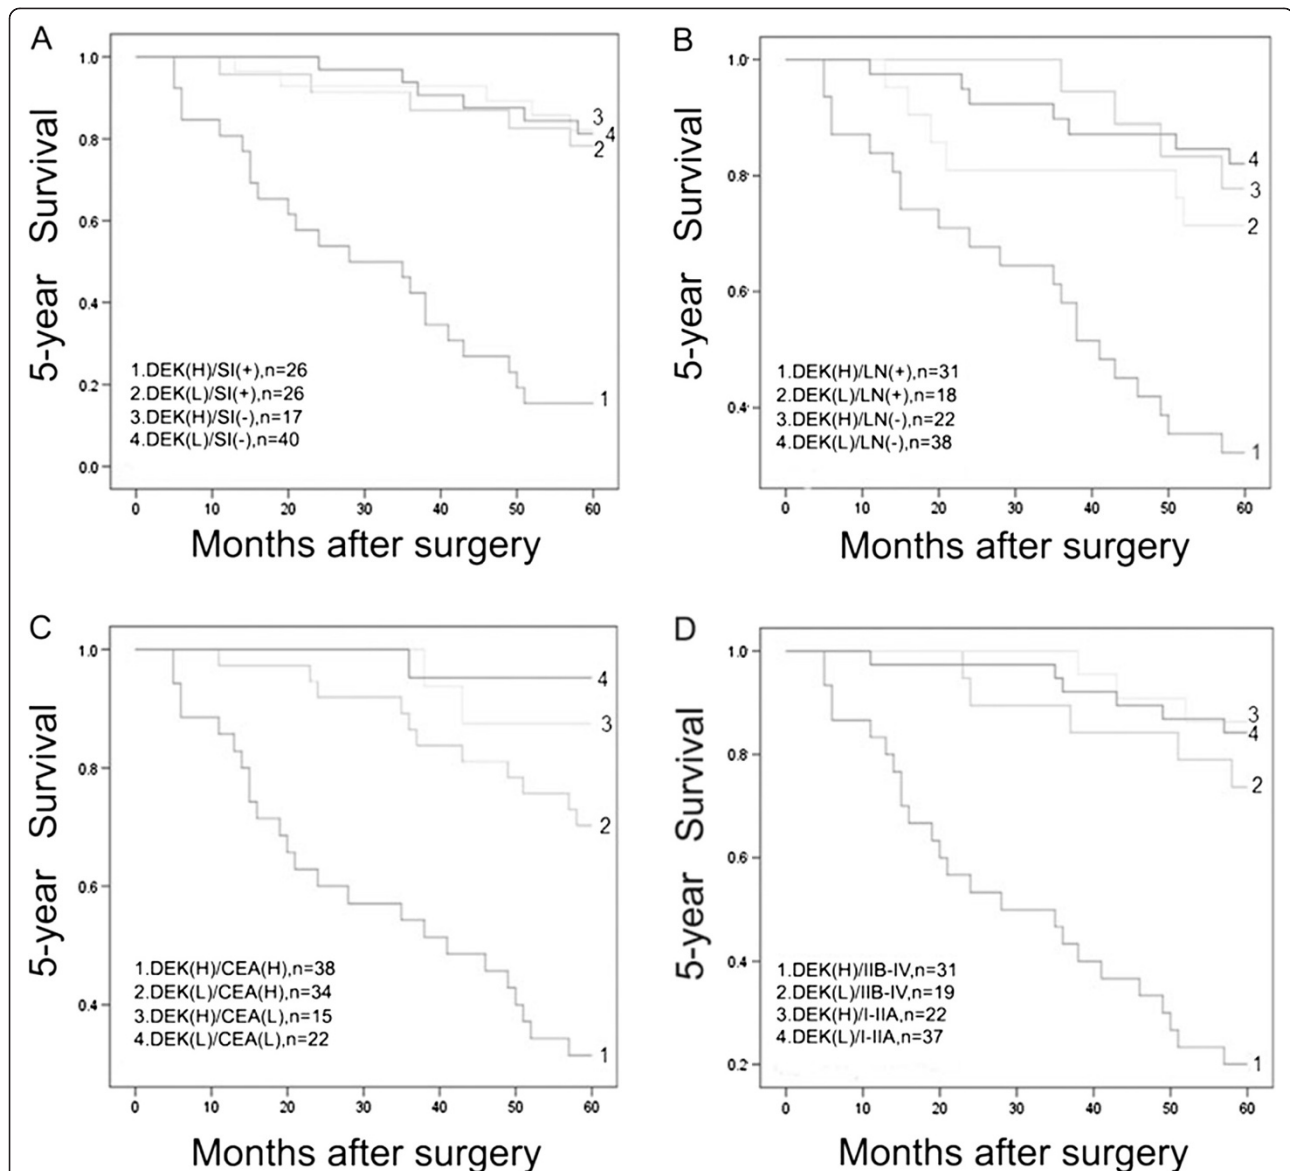 A
5-year Survival
1.0
0.8
0.6
0.4
0.2
0.0
3
4
2
1
1.DEK(H)/SI(+),n=26
2.DEK(L)/SI(+),n=26
3.DEK(H)/SI(-),n=17
4.DEK(L)/SI(-),n=40
0 10 20 30 40 50 60
Months after surgery
B
5-year Survival
1.0
0.8
0.6
0.4
4
3
2
1
1.DEK(H)/LN(+),n=31
2.DEK(L)/LN(+),n=18
3.DEK(H)/LN(-),n=22
4.DEK(L)/LN(-),n=38
0 10 20 30 40 50 60
Months after surgery
C
5-year Survival
1.0
0.8
0.6
0.4
4
3
2
1
1.DEK(H)/CEA(H),n=38
2.DEK(L)/CEA(H),n=34
3.DEK(H)/CEA(L),n=15
4.DEK(L)/CEA(L),n=22
0 10 20 30 40 50 60
Months after surgery
D
5-year Survival
1.0
0.8
0.6
0.4
0.2
3
4
2
1
1.DEK(H)/IIB-IV,n=31
2.DEK(L)/IIB-IV,n=19
3.DEK(H)/I-IIA,n=22
4.DEK(L)/I-IIA,n=37
0 10 20 30 40 50 60
Months after surgery